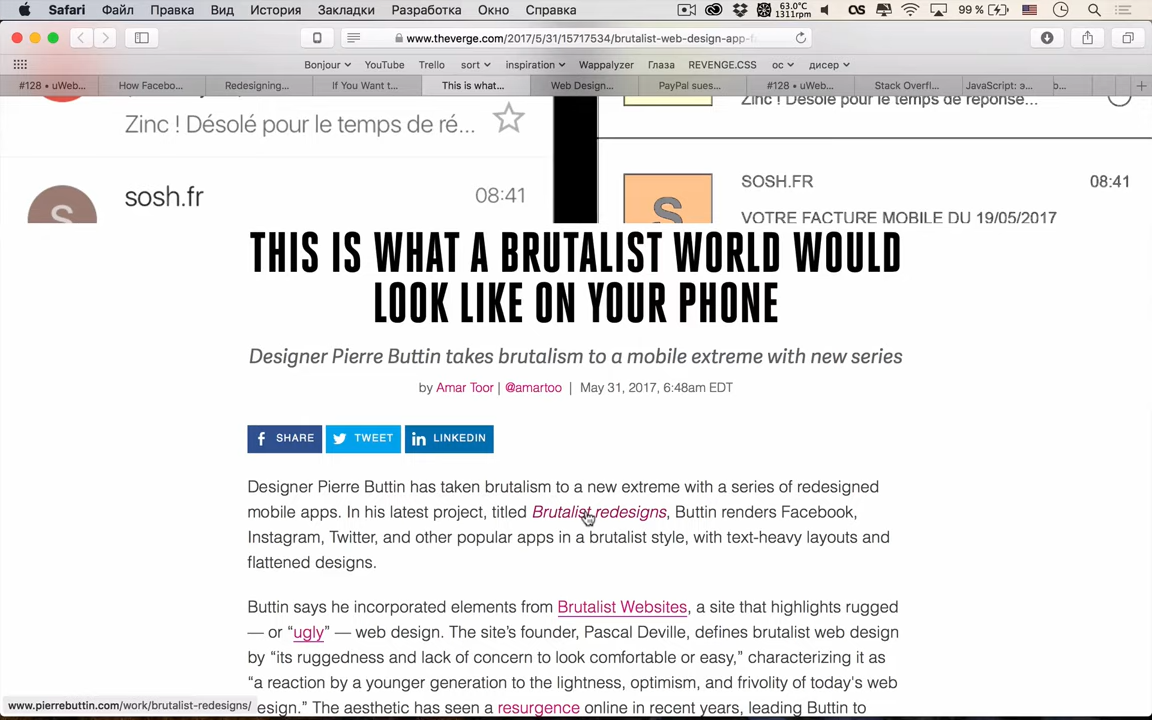 Safari Файл Правка Вид История Закладки Разработка Окно Справка 63.0°C 1311rpm 99 %
www.theverge.com/2017/5/31/15717534/brutalist-web-design-app-f
Bonjour YouTube Trello sort inspiration Wappalyzer Глаза REVENGE.CSS ос дисер
#128 • uWeb... How Facebo... Redesigning... If You Want t... This is what... Web Design... PayPal sues... #128 • uWeb... Stack Overfl... JavaScript: э... b...
Zinc ! Désolé pour le temps de ré...
Zinc ! Désolé pour le temps de réponse...
S sosh.fr 08:41
S SOSH.FR 08:41
VOTRE FACTURE MOBILE DU 19/05/2017
THIS IS WHAT A BRUTALIST WORLD WOULD
LOOK LIKE ON YOUR PHONE
Designer Pierre Buttin takes brutalism to a mobile extreme with new series
by Amar Toor | @amartoo | May 31, 2017, 6:48am EDT
SHARE TWEET LINKEDIN
Designer Pierre Buttin has taken brutalism to a new extreme with a series of redesigned
mobile apps. In his latest project, titled Brutalist redesigns, Buttin renders Facebook,
Instagram, Twitter, and other popular apps in a brutalist style, with text-heavy layouts and
flattened designs.
Buttin says he incorporated elements from Brutalist Websites, a site that highlights rugged
— or “ugly” — web design. The site’s founder, Pascal Deville, defines brutalist web design
by “its ruggedness and lack of concern to look comfortable or easy,” characterizing it as
“a reaction by a younger generation to the lightness, optimism, and frivolity of today's web
design.” The aesthetic has seen a resurgence online in recent years, leading Buttin to
www.pierrebuttin.com/work/brutalist-redesigns/